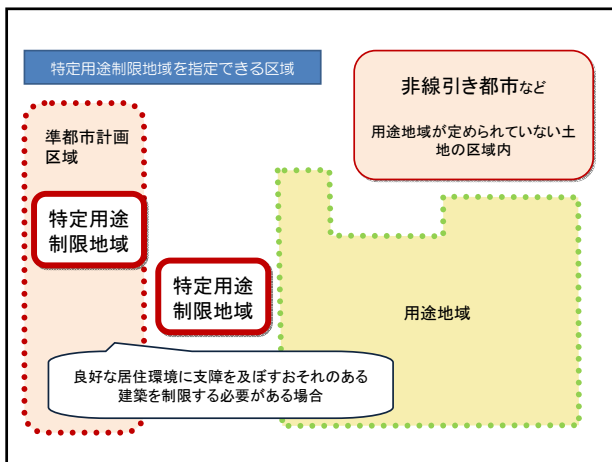 特定用途制限地域を指定できる区域
非線引き都市など
用途地域が定められていない土
地の区域内
準都市計画
区域
特定用途
制限地域
特定用途
制限地域
用途地域
良好な居住環境に支障を及ぼすおそれのある
建築を制限する必要がある場合